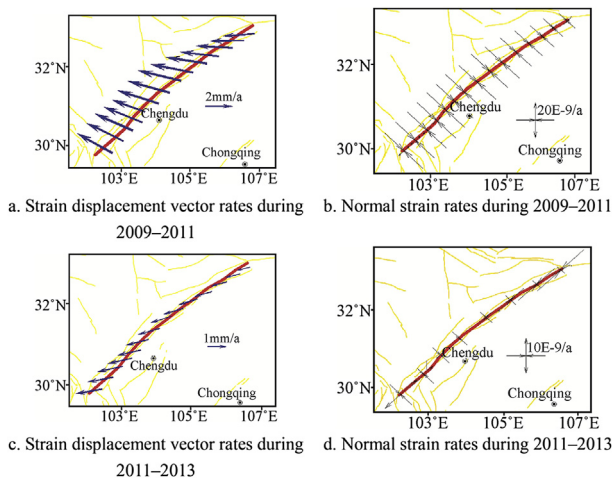 32°N
2mm/a
Chengdu
30°N
Chongqing
103°E 105°E 107°E
a. Strain displacement vector rates during
2009–2011
32°N
20E-9/a
Chengdu
30°N
Chongqing
103°E 105°E 107°E
b. Normal strain rates during 2009–2011
32°N
1mm/a
Chengdu
30°N
Chongqing
103°E 105°E 107°E
c. Strain displacement vector rates during
2011–2013
32°N
10E-9/a
Chengdu
30°N
Chongqing
103°E 105°E 107°E
d. Normal strain rates during 2011–2013